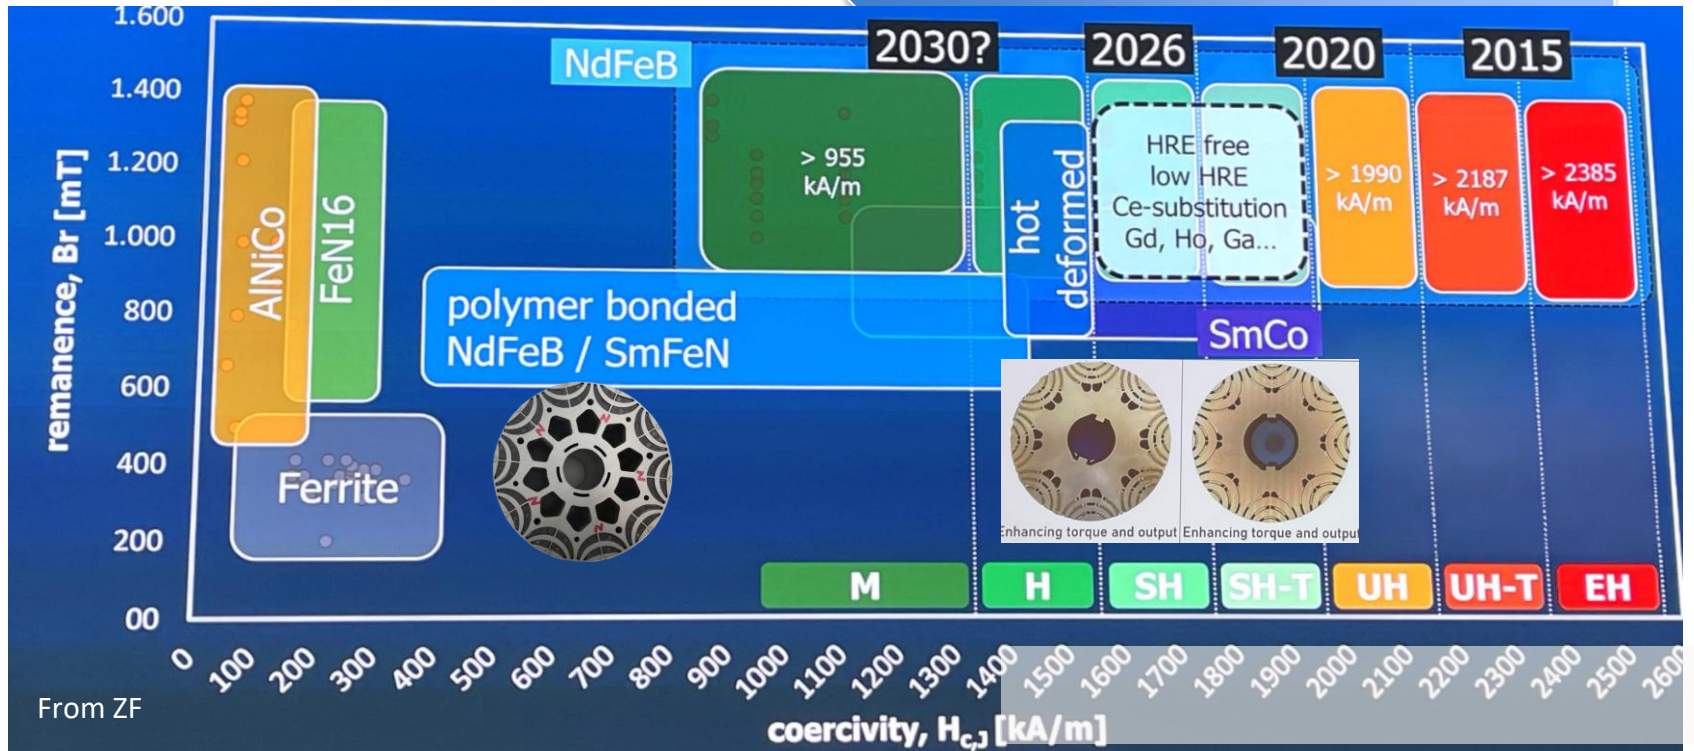 1.600
1.400
1.200
1.000
800
600
400
200
00
remanence, Br [mT]
NdFeB
2030?
2026
2020
2015
AlNiCo
FeN16
> 955
kA/m
hot
deformed
HRE free
low HRE
Ce-substitution
Gd, Ho, Ga...
> 1990
kA/m
> 2187
kA/m
> 2385
kA/m
polymer bonded
NdFeB / SmFeN
SmCo
Ferrite
N
N
N
N
N
Enhancing torque and output
Enhancing torque and output
M
H
SH
SH-T
UH
UH-T
EH
0
100
200
300
400
500
600
700
800
900
1000
1100
1200
1300
1400
1500
1600
1700
1800
1900
2000
2100
2200
2300
2400
2500
2600
coercivity, Hc,J [kA/m]
From ZF